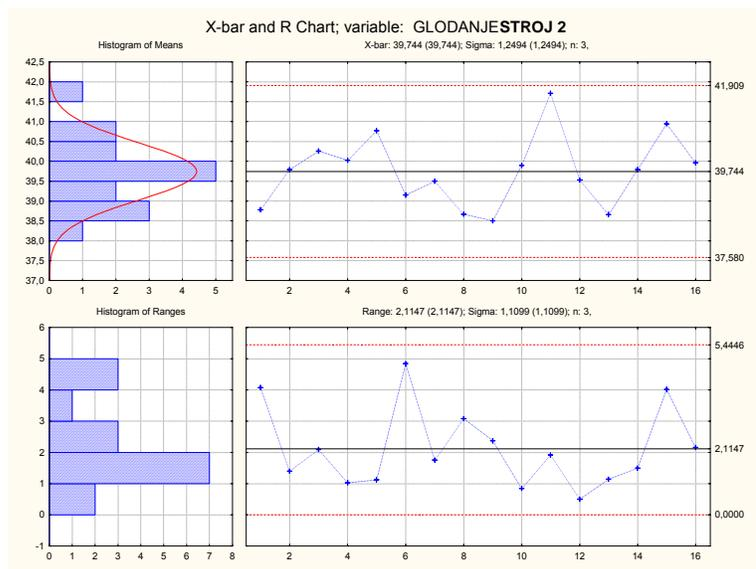 X-bar and R Chart; variable: GLODANJESTROJ 2
Histogram of Means
X-bar: 39,744 (39,744); Sigma: 1,2494 (1,2494); n: 3,
42,5
42,0
41,5
41,0
40,5
40,0
39,5
39,0
38,5
38,0
37,5
37,0
0 1 2 3 4 5
41,909
39,744
37,580
2 4 6 8 10 12 14 16
Histogram of Ranges
Range: 2,1147 (2,1147); Sigma: 1,1099 (1,1099); n: 3,
6
5
4
3
2
1
0
-1
0 1 2 3 4 5 6 7 8
5,4446
2,1147
0,0000
2 4 6 8 10 12 14 16